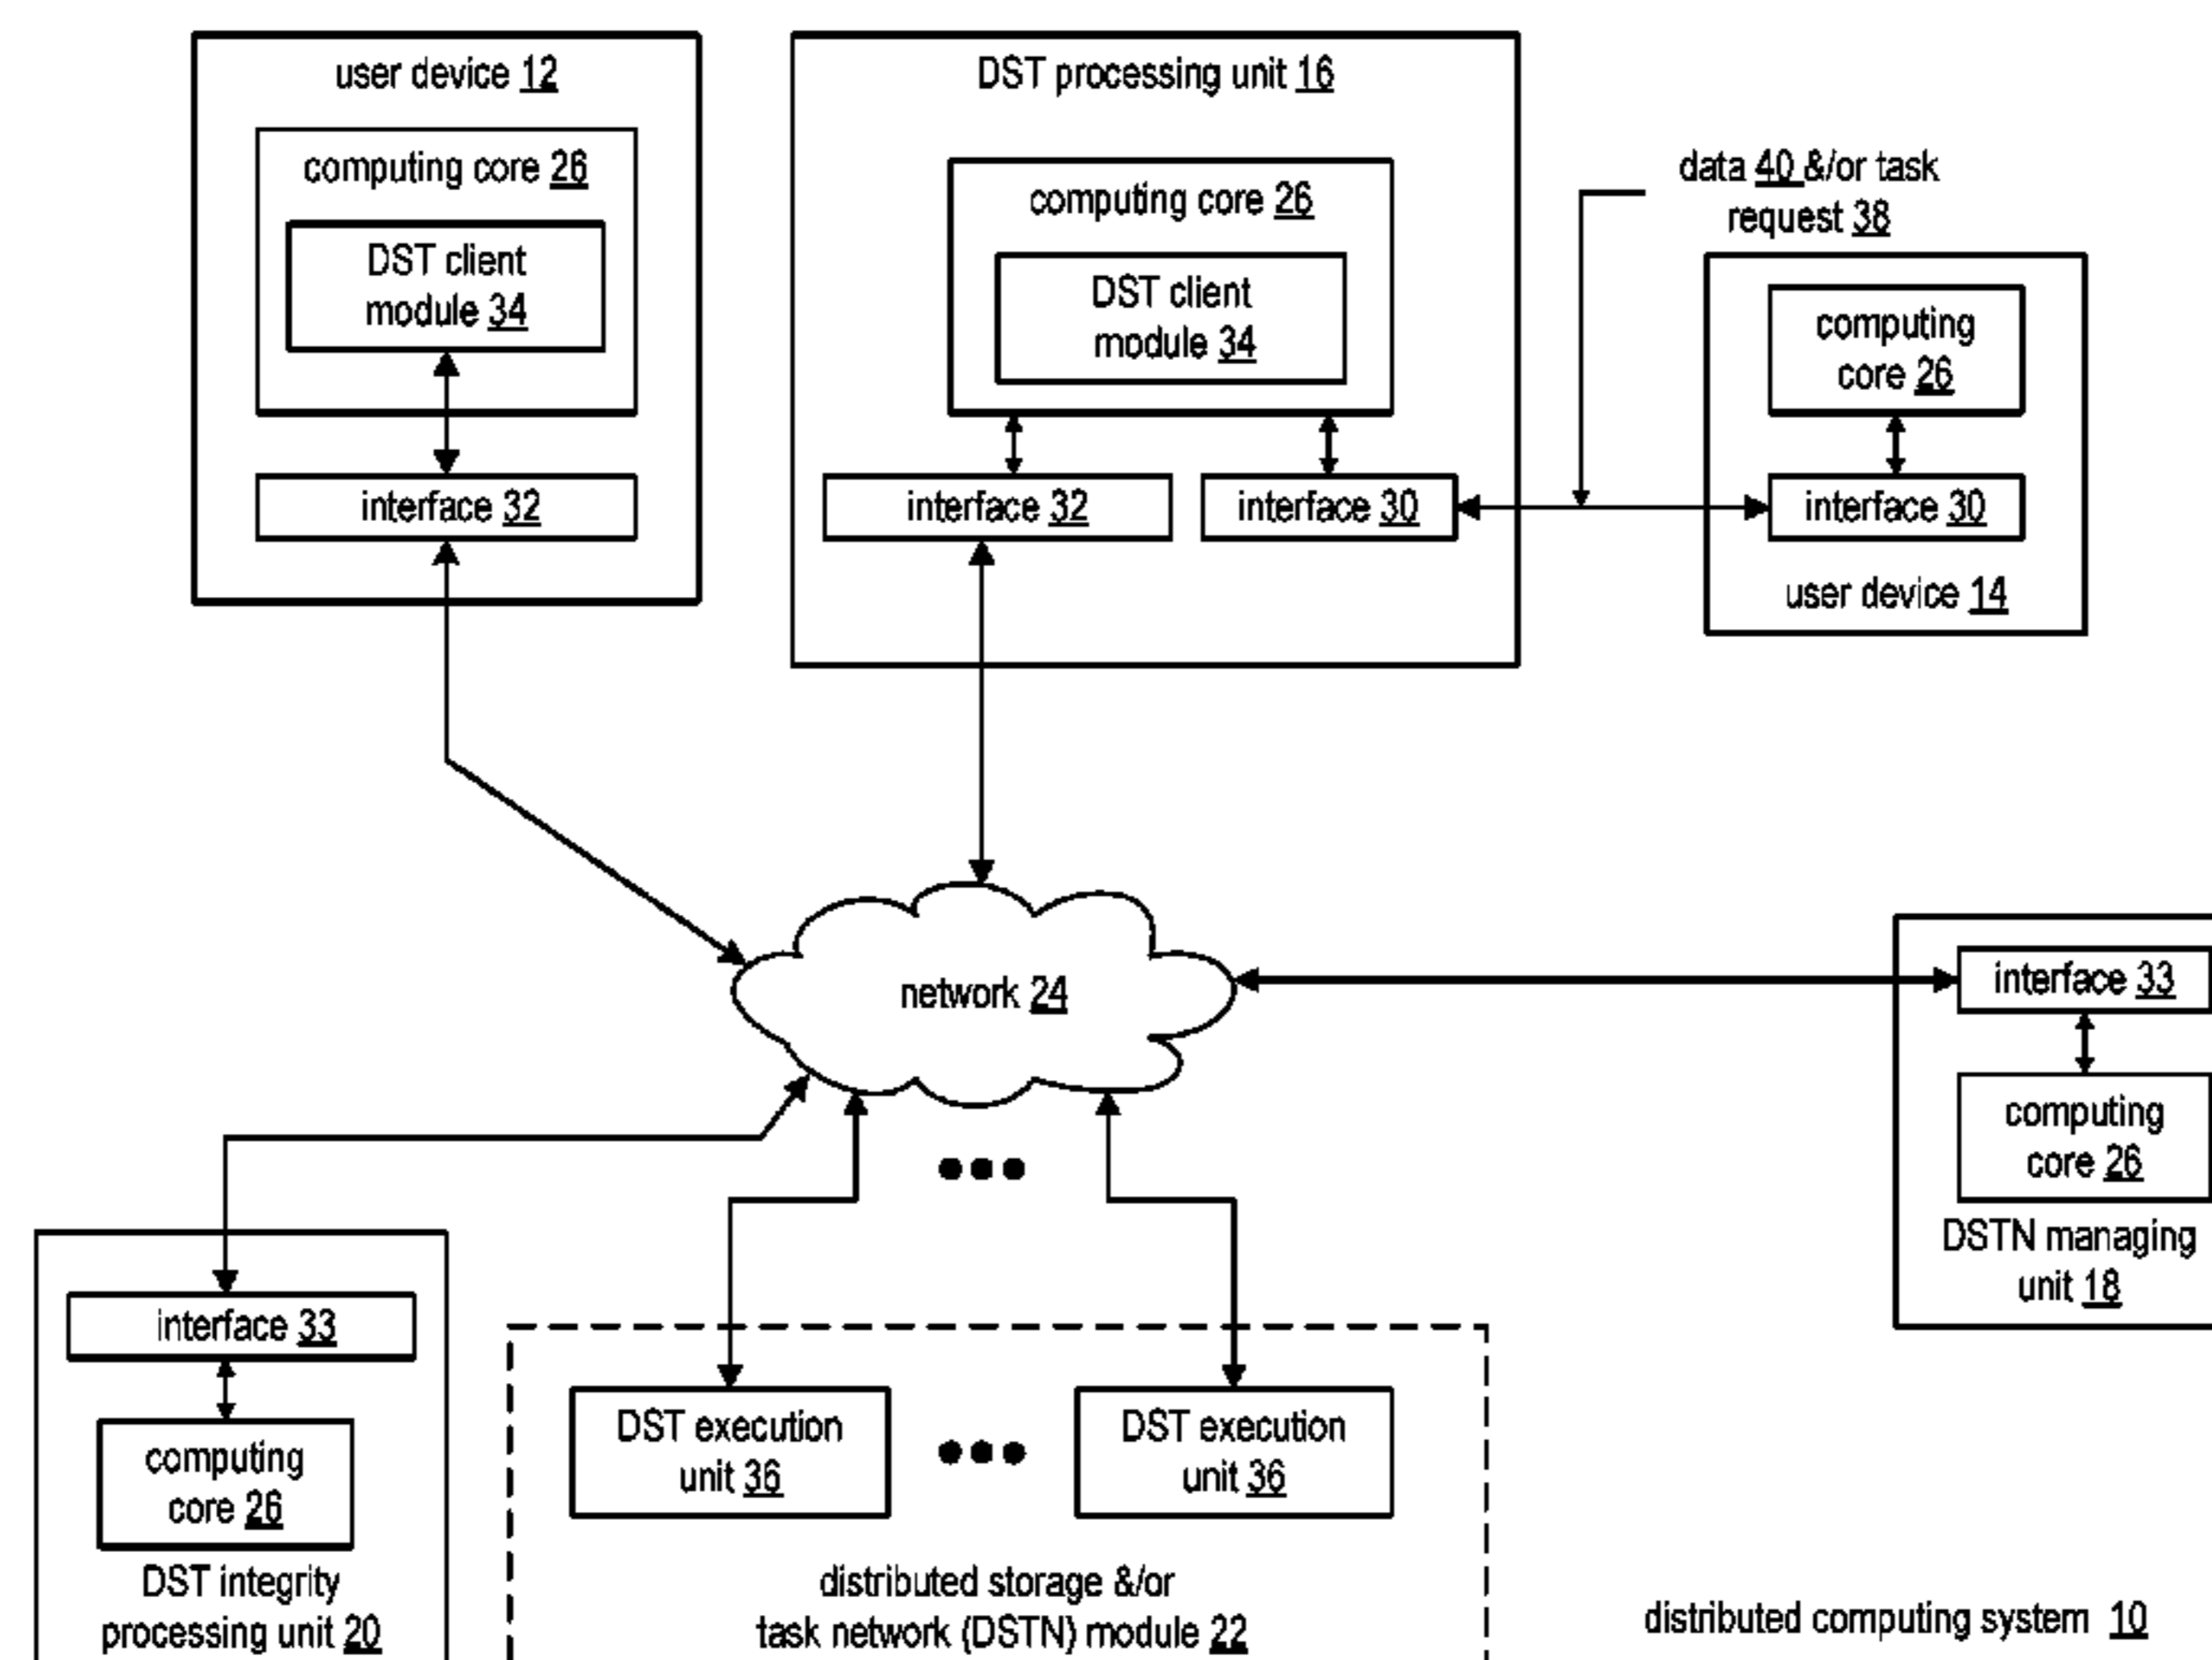 user device 12
computing core 26
DST client
module 34
interface 32
DST processing unit 16
computing core 26
DST client
module 34
interface 32
interface 30
data 40 &/or task
request 38
computing
core 26
interface 30
user device 14
network 24
interface 33
computing
core 26
DSTN managing
unit 18
interface 33
computing
core 26
DST integrity
processing unit 20
DST execution
unit 36
DST execution
unit 36
distributed storage &/or
task network (DSTN) module 22
distributed computing system 10